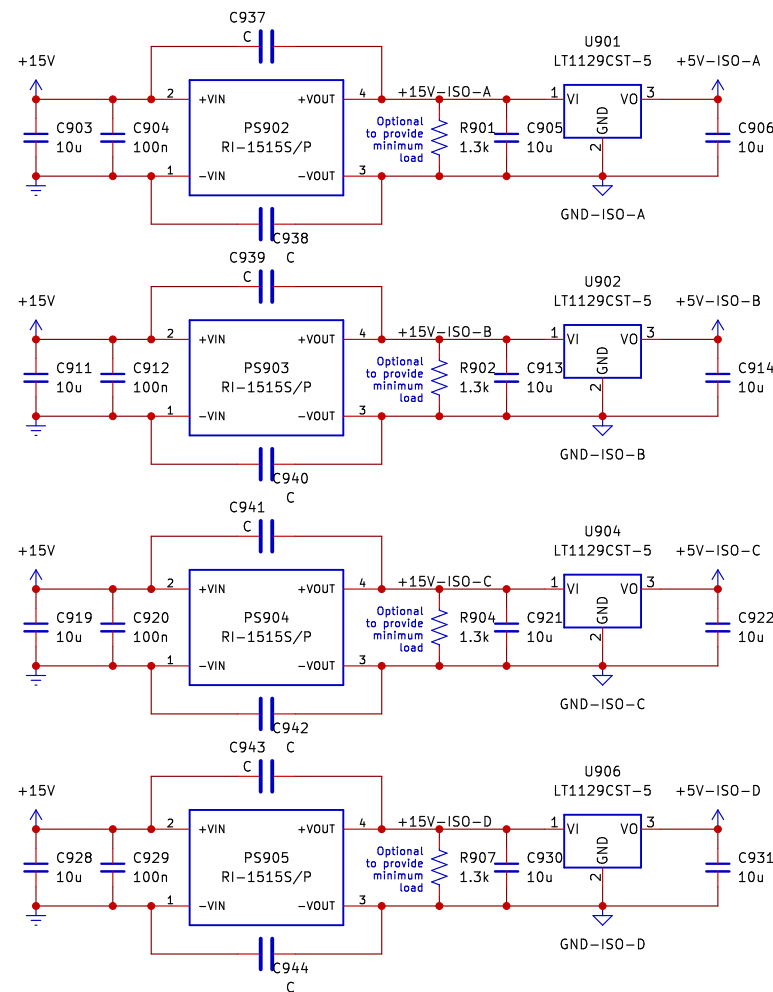 C937
C
+15V
U901
LT1129CST-5
+5V-ISO-A
2
+VIN
+VOUT
4
+15V-ISO-A
1
VI
VO
3
GND
2
C903
10u
C904
100n
PS902
RI-1515S/P
Optional
to provide
minimum
load
R901
1.3k
C905
10u
C906
10u
1
-VIN
-VOUT
3
GND-ISO-A
C938
C
C939
C
+15V
U902
LT1129CST-5
+5V-ISO-B
2
+VIN
+VOUT
4
+15V-ISO-B
1
VI
VO
3
GND
2
C911
10u
C912
100n
PS903
RI-1515S/P
Optional
to provide
minimum
load
R902
1.3k
C913
10u
C914
10u
1
-VIN
-VOUT
3
GND-ISO-B
C940
C
C941
C
+15V
U904
LT1129CST-5
+5V-ISO-C
2
+VIN
+VOUT
4
+15V-ISO-C
1
VI
VO
3
GND
2
C919
10u
C920
100n
PS904
RI-1515S/P
Optional
to provide
minimum
load
R904
1.3k
C921
10u
C922
10u
1
-VIN
-VOUT
3
GND-ISO-C
C942
C
C943
C
+15V
U906
LT1129CST-5
+5V-ISO-D
2
+VIN
+VOUT
4
+15V-ISO-D
1
VI
VO
3
GND
2
C928
10u
C929
100n
PS905
RI-1515S/P
Optional
to provide
minimum
load
R907
1.3k
C930
10u
C931
10u
1
-VIN
-VOUT
3
GND-ISO-D
C944
C